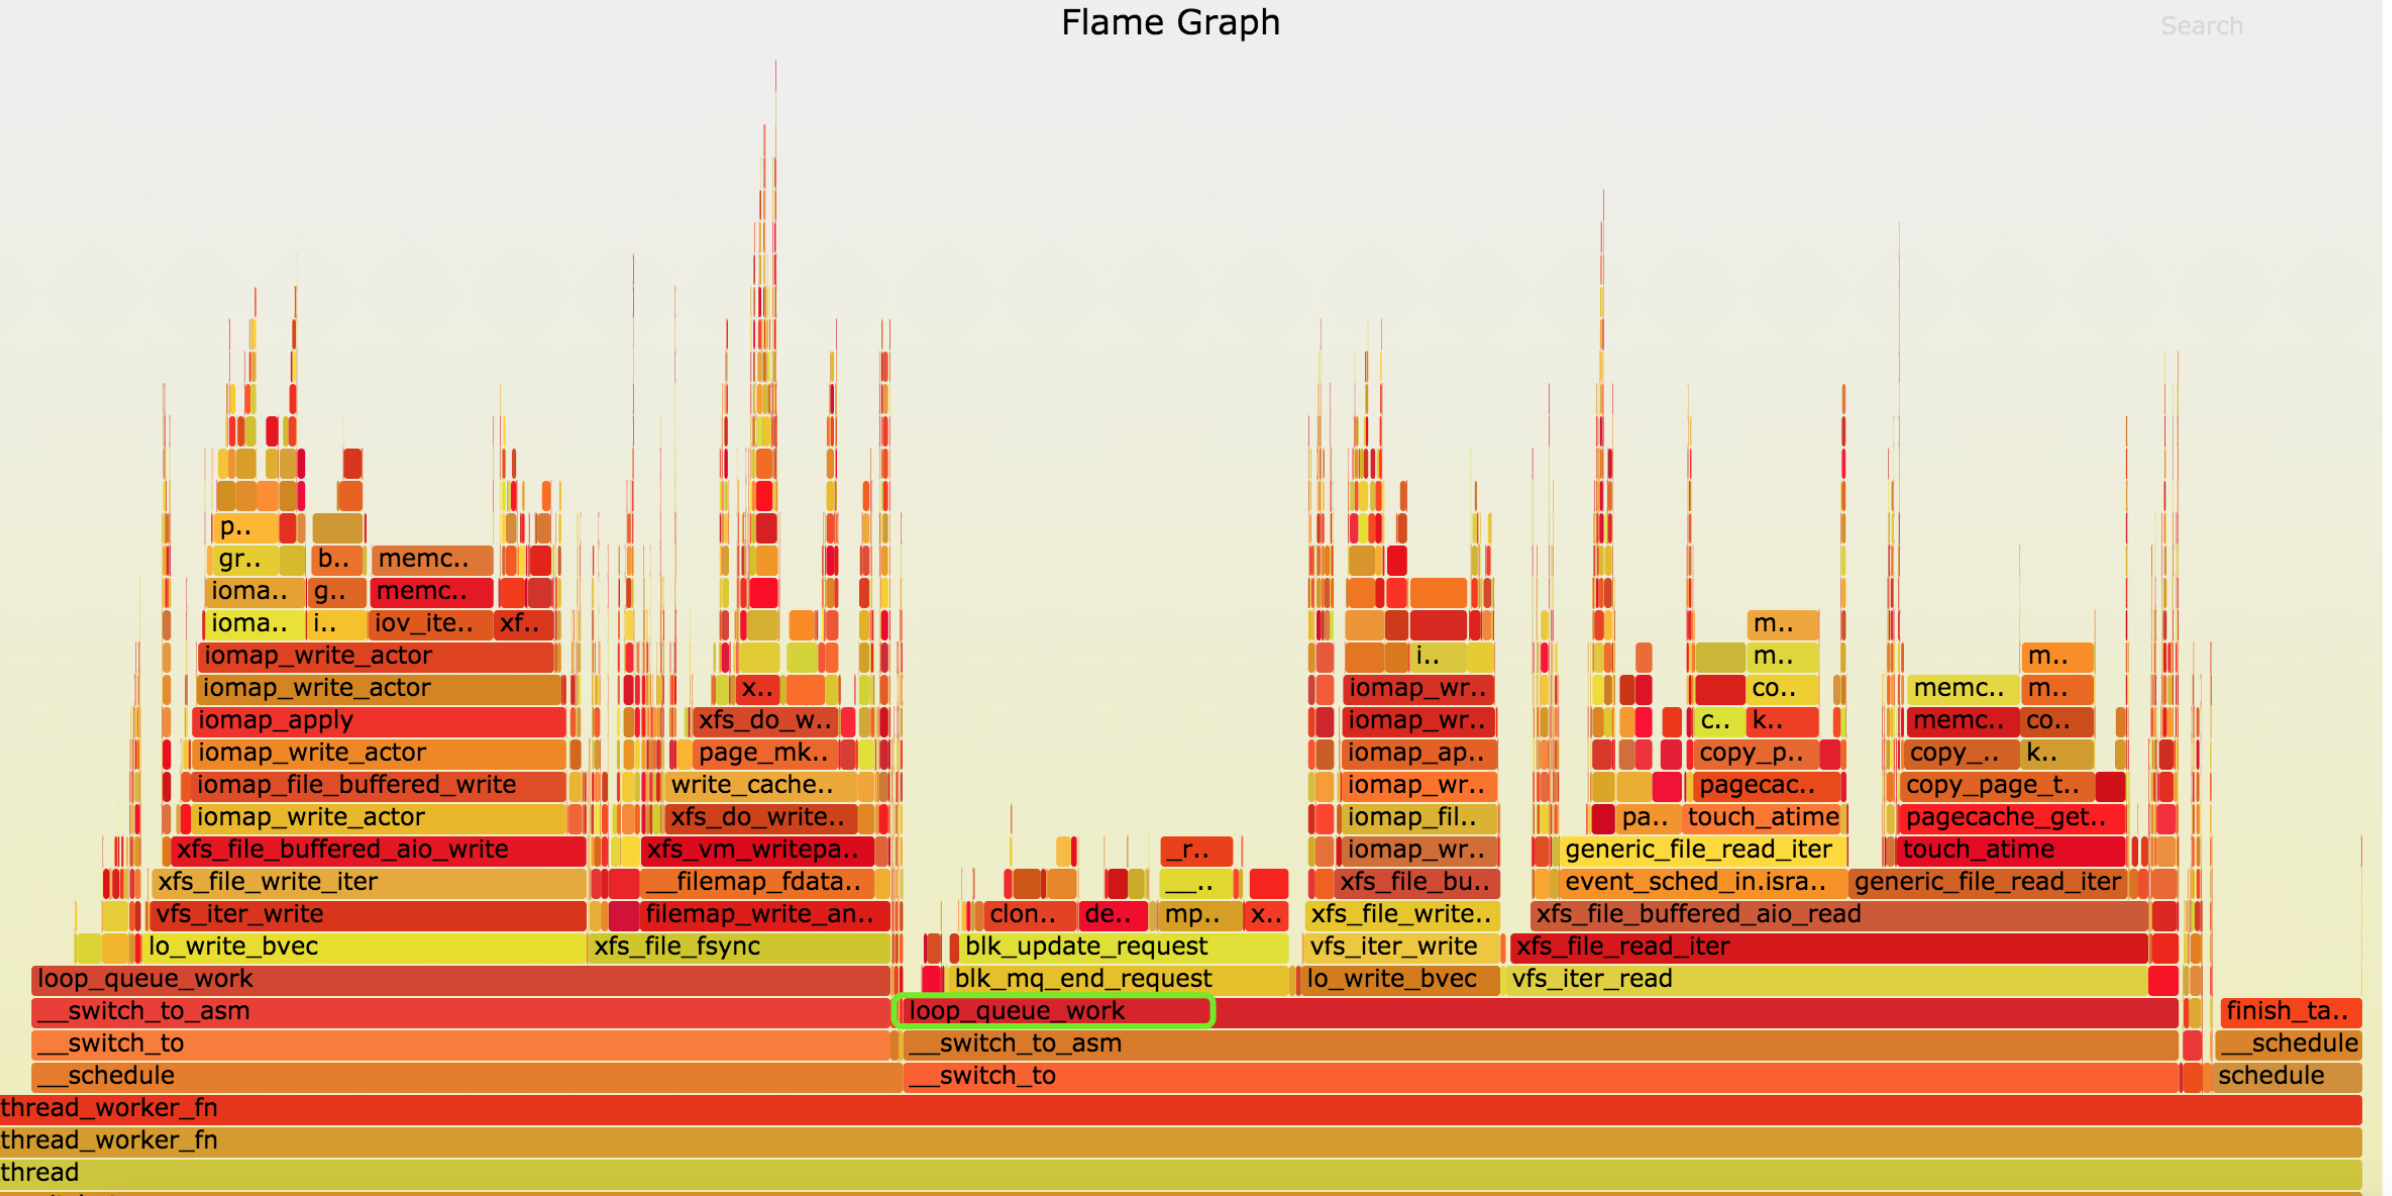 Flame Graph
Search
p..
gr.. b.. memc..
ioma.. g.. memc..
ioma.. i.. iov_ite.. xf.. m..
iomap_write_actor i.. m.. m..
iomap_write_actor x.. iomap_wr.. co.. memc.. m..
iomap_apply xfs_do_w.. iomap_wr.. c.. k.. memc.. co..
iomap_write_actor page_mk.. iomap_ap.. copy_p.. copy_.. k..
iomap_file_buffered_write write_cache.. iomap_wr.. pagecac.. copy_page_t..
iomap_write_actor xfs_do_write.. iomap_fil.. pa.. touch_atime pagecache_get..
xfs_file_buffered_aio_write xfs_vm_writepa.. _r.. iomap_wr.. generic_file_read_iter touch_atime
xfs_file_write_iter __filemap_fdata.. __.. xfs_file_bu.. event_sched_in.isra.. generic_file_read_iter
vfs_iter_write filemap_write_an.. clon.. de.. mp.. x.. xfs_file_write.. xfs_file_buffered_aio_read
lo_write_bvec xfs_file_fsync blk_update_request vfs_iter_write xfs_file_read_iter
loop_queue_work blk_mq_end_request lo_write_bvec vfs_iter_read
__switch_to_asm loop_queue_work finish_ta..
__switch_to __switch_to_asm __schedule
__schedule __switch_to schedule
thread_worker_fn
thread_worker_fn
thread